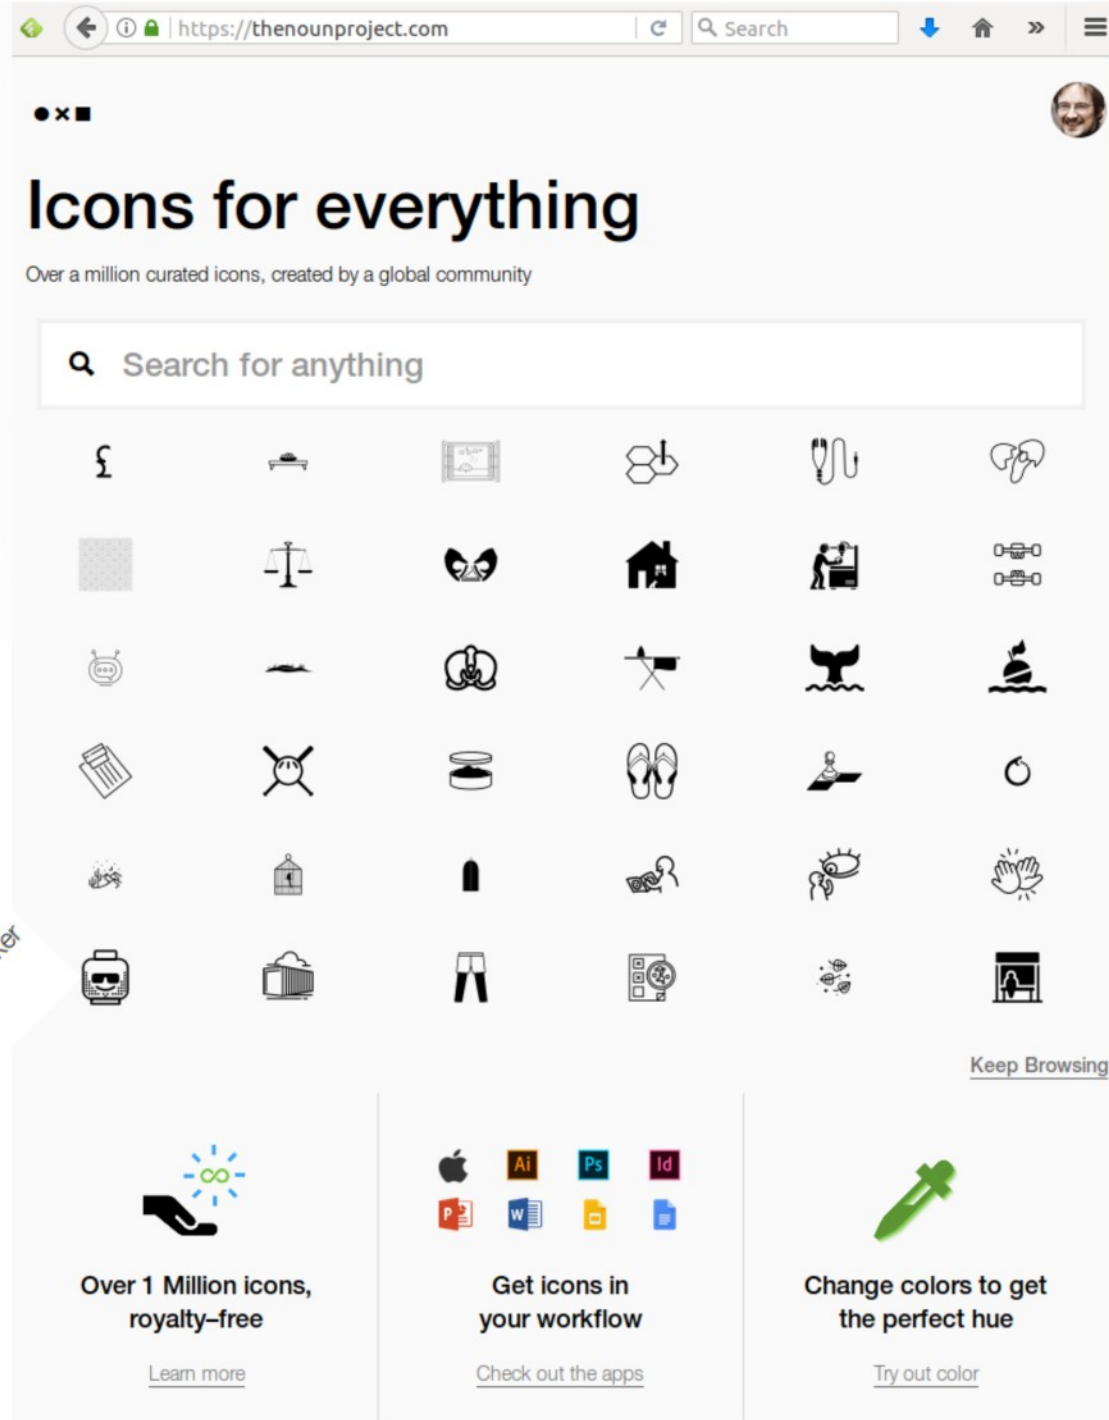 https://thenounproject.com
Search
Icons for everything
Over a million curated icons, created by a global community
Search for anything
£
Keep Browsing
Ai Ps Id
P W
Over 1 Million icons,
royalty–free
Learn more
Get icons in
your workflow
Check out the apps
Change colors to get
the perfect hue
Try out color